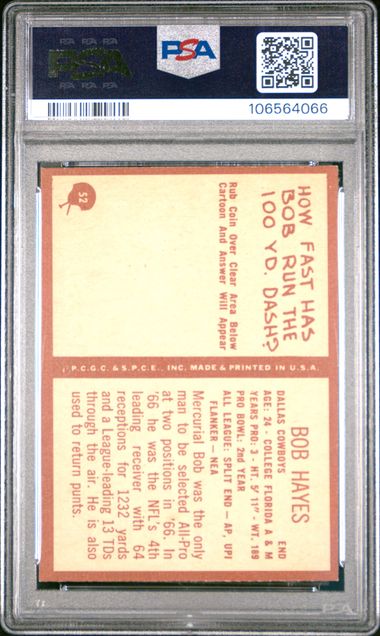 PSA
PSA
106564066
52
HOW FAST HAS
BOB RUN THE
100 YD. DASH?
Rub Coin Over Clear Area Below
Cartoon And Answer Will Appear
P.C.G.C. & S.P.C.E., INC. MADE & PRINTED IN U.S.A.
BOB HAYES
DALLAS COWBOYS END
AGE: 24 - COLLEGE FLORIDA A & M
YEARS PRO: 3 - HT. 5' 11" - WT. 189
PRO BOWL: 2nd YEAR
ALL LEAGUE: SPLIT END — AP, UPI
FLANKER — NEA
Mercurial Bob was the only
man to be selected All-Pro
at two positions in '66. In
'66 he was the NFL's 4th
leading receiver with 64
receptions for 1232 yards
and a League-leading 13 TDs
through the air. He is also
used to return punts.